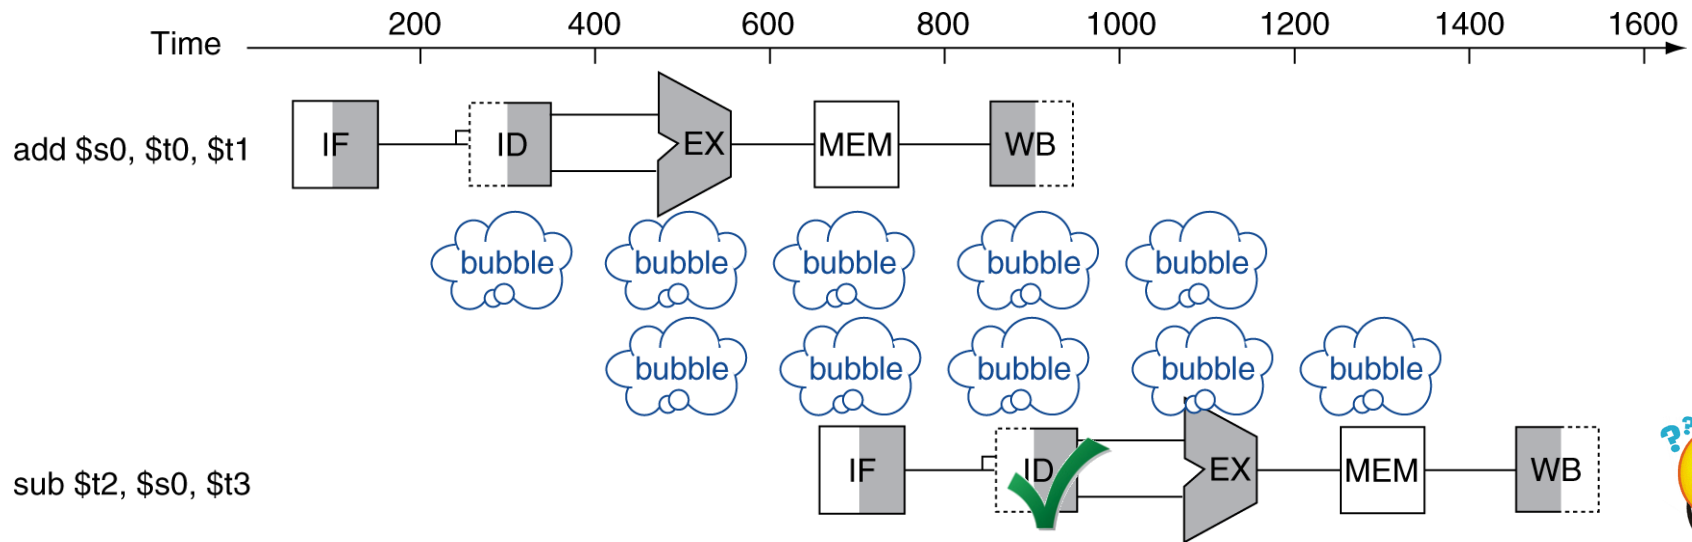 200 400 600 800 1000 1200 1400 1600
Time
add $s0, $t0, $t1 IF ID EX MEM WB
bubble bubble bubble bubble bubble
bubble bubble bubble bubble bubble
sub $t2, $s0, $t3 IF ID EX MEM WB
??